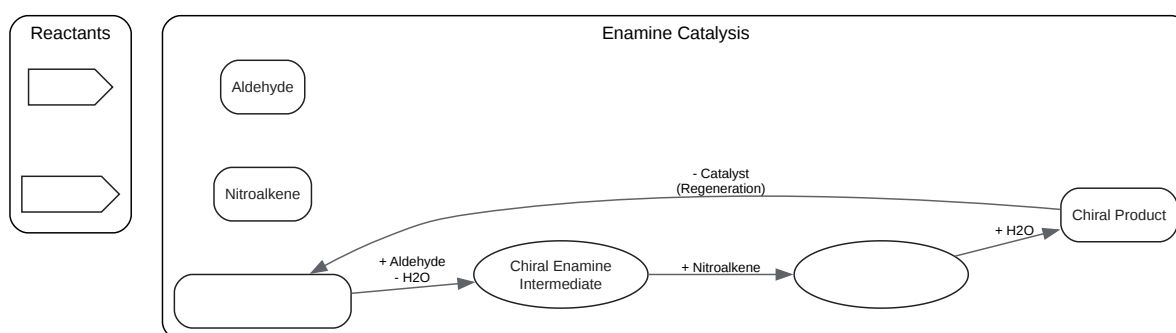 Reactants
Enamine Catalysis
Aldehyde
Nitroalkene
- Catalyst
(Regeneration)
Chiral Product
+ H2O
+ Aldehyde
- H2O
Chiral Enamine
Intermediate
+ Nitroalkene